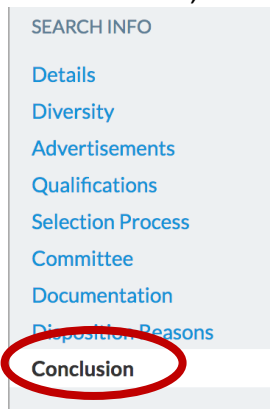 SEARCH INFO
Details
Diversity
Advertisements
Qualifications
Selection Process
Committee
Documentation
Disposition Reasons
Conclusion